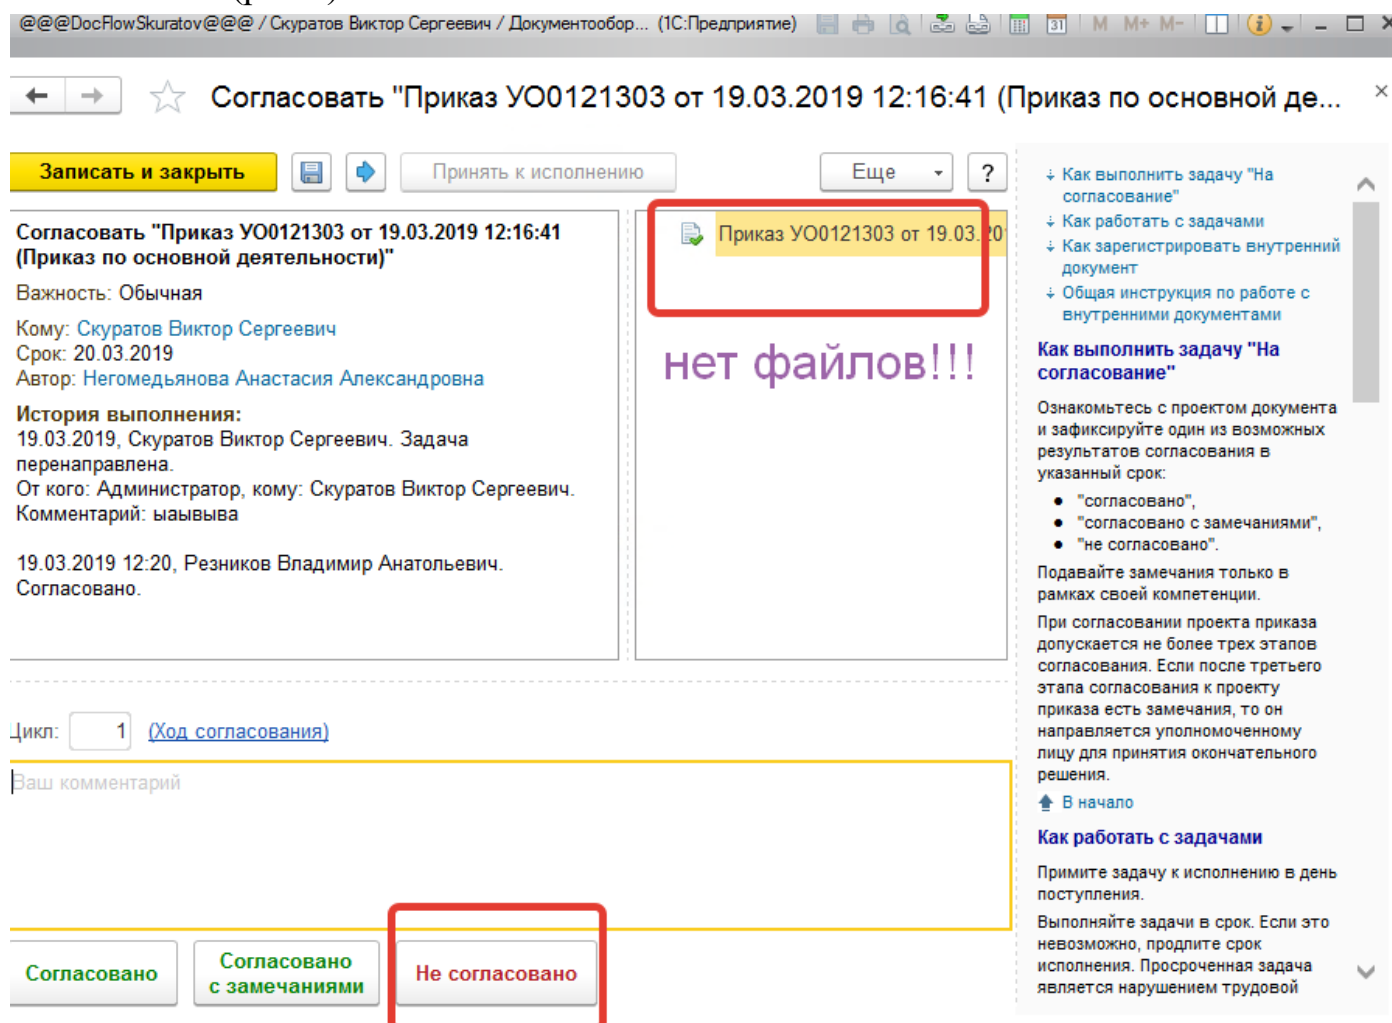 @@@DocFlowSkuratov@@@ / Скуратов Виктор Сергеевич / Документообор... (1С:Предприятие)
31 M M+ M-
Согласовать "Приказ УО0121303 от 19.03.2019 12:16:41 (Приказ по основной де...
Записать и закрыть
Принять к исполнению
Еще
?
Согласовать "Приказ УО0121303 от 19.03.2019 12:16:41
(Приказ по основной деятельности)"
Важность: Обычная
Кому: Скуратов Виктор Сергеевич
Срок: 20.03.2019
Автор: Негомедьянова Анастасия Александровна
История выполнения:
19.03.2019, Скуратов Виктор Сергеевич. Задача
перенаправлена.
От кого: Администратор, кому: Скуратов Виктор Сергеевич.
Комментарий: ыаывыва
19.03.2019 12:20, Резников Владимир Анатольевич.
Согласовано.
Приказ УО0121303 от 19.03.20
нет файлов!!!
Цикл: 1 (Ход согласования)
Ваш комментарий
Согласовано
Согласовано
с замечаниями
Не согласовано
Как выполнить задачу "На
согласование"
Как работать с задачами
Как зарегистрировать внутренний
документ
Общая инструкция по работе с
внутренними документами
Как выполнить задачу "На
согласование"
Ознакомьтесь с проектом документа
и зафиксируйте один из возможных
результатов согласования в
указанный срок:
● "согласовано",
● "согласовано с замечаниями",
● "не согласовано".
Подавайте замечания только в
рамках своей компетенции.
При согласовании проекта приказа
допускается не более трех этапов
согласования. Если после третьего
этапа согласования к проекту
приказа есть замечания, то он
направляется уполномоченному
лицу для принятия окончательного
решения.
В начало
Как работать с задачами
Примите задачу к исполнению в день
поступления.
Выполняйте задачи в срок. Если это
невозможно, продлите срок
исполнения. Просроченная задача
является нарушением трудовой